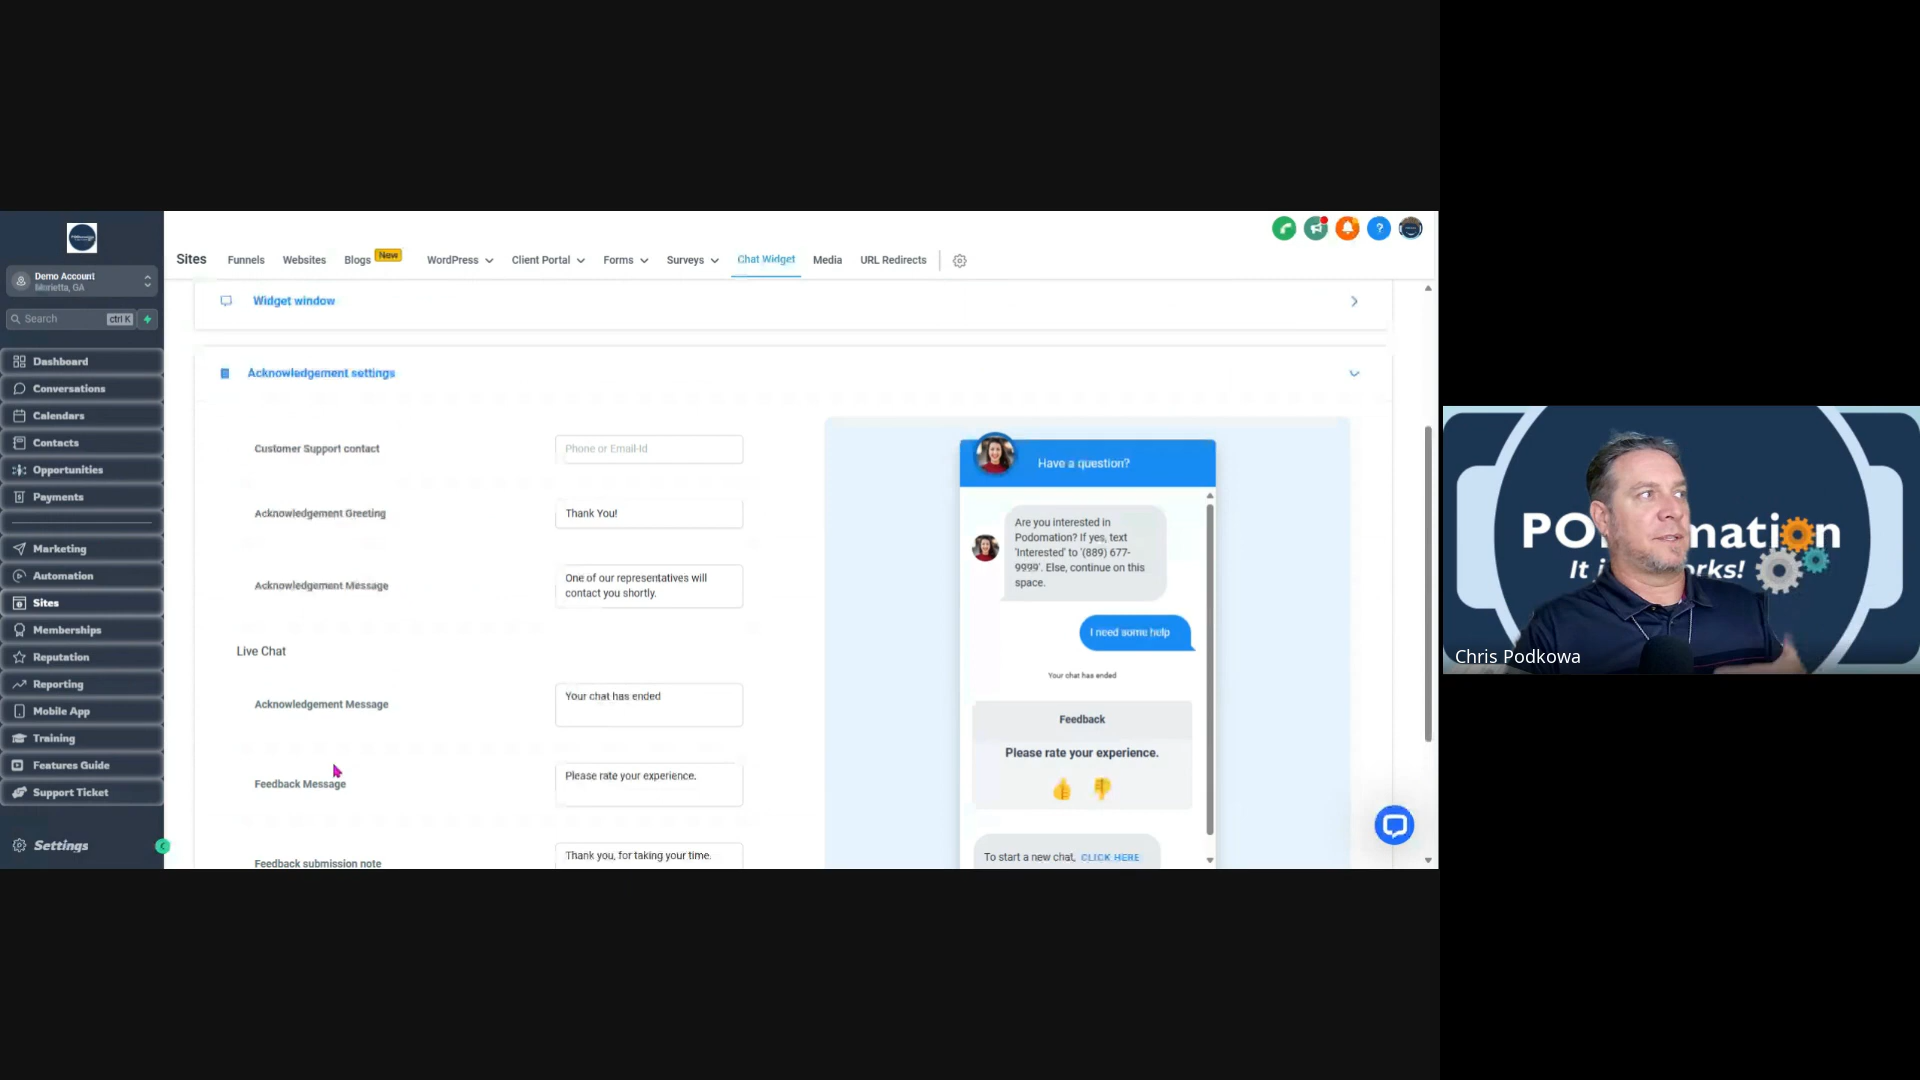 Demo Account
Marietta, GA
Search
ctrl K
Dashboard
Conversations
Calendars
Contacts
Opportunities
Payments
Marketing
Automation
Sites
Memberships
Reputation
Reporting
Mobile App
Training
Features Guide
Support Ticket
Settings
Sites
Funnels
Websites
Blogs
New
WordPress
Client Portal
Forms
Surveys
Chat Widget
Media
URL Redirects
Widget window
Acknowledgement settings
Customer Support contact
Phone or Email-Id
Acknowledgement Greeting
Thank You!
Acknowledgement Message
One of our representatives will
contact you shortly.
Live Chat
Acknowledgement Message
Your chat has ended
Feedback Message
Please rate your experience.
Feedback submission note
Thank you, for taking your time.
Have a question?
Are you interested in
Podomation? If yes, text
'Interested' to '(889) 677-
9999'. Else, continue on this
space.
I need some help
Your chat has ended
Feedback
Please rate your experience.
To start a new chat, CLICK HERE
Chris Podkowa